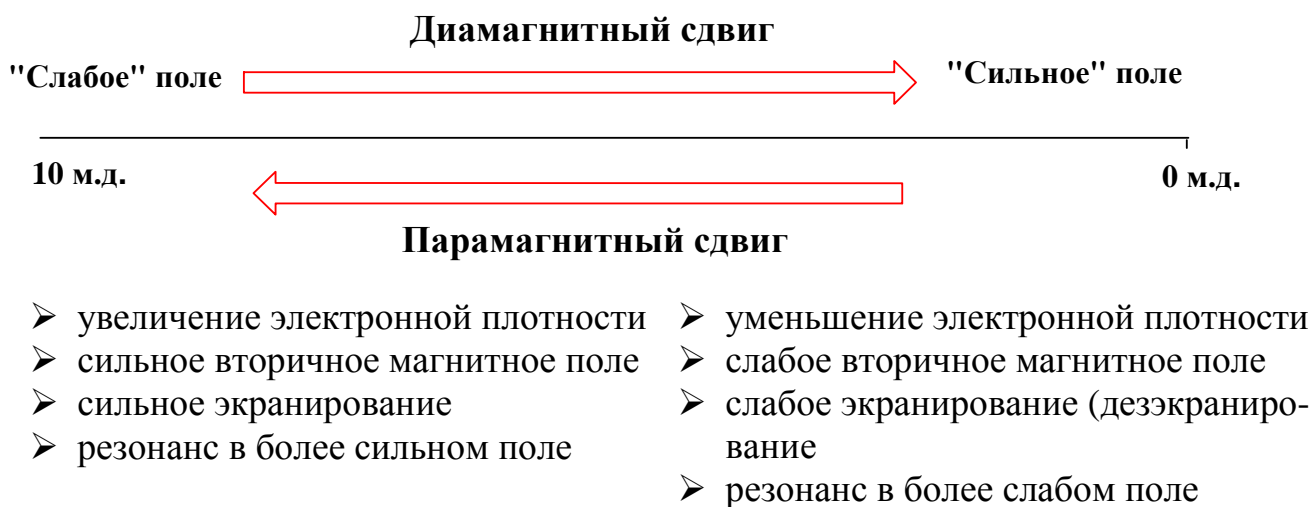 Диамагнитный сдвиг
"Слабое" поле
"Сильное" поле
10 м.д.
0 м.д.
Парамагнитный сдвиг
➢ увеличение электронной плотности
➢ сильное вторичное магнитное поле
➢ сильное экранирование
➢ резонанс в более сильном поле
➢ уменьшение электронной плотности
➢ слабое вторичное магнитное поле
➢ слабое экранирование (дезэкраниро-
вание
➢ резонанс в более слабом поле